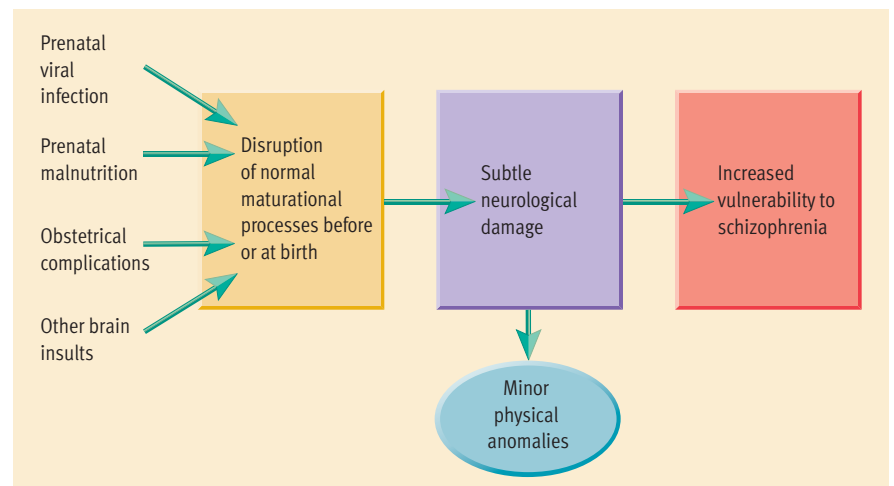 Prenatal
viral
infection
Prenatal
malnutrition
Obstetrical
complications
Other brain
insults
Disruption
of normal
maturational
processes before
or at birth
Subtle
neurological
damage
Increased
vulnerability to
schizophrenia
Minor
physical
anomalies